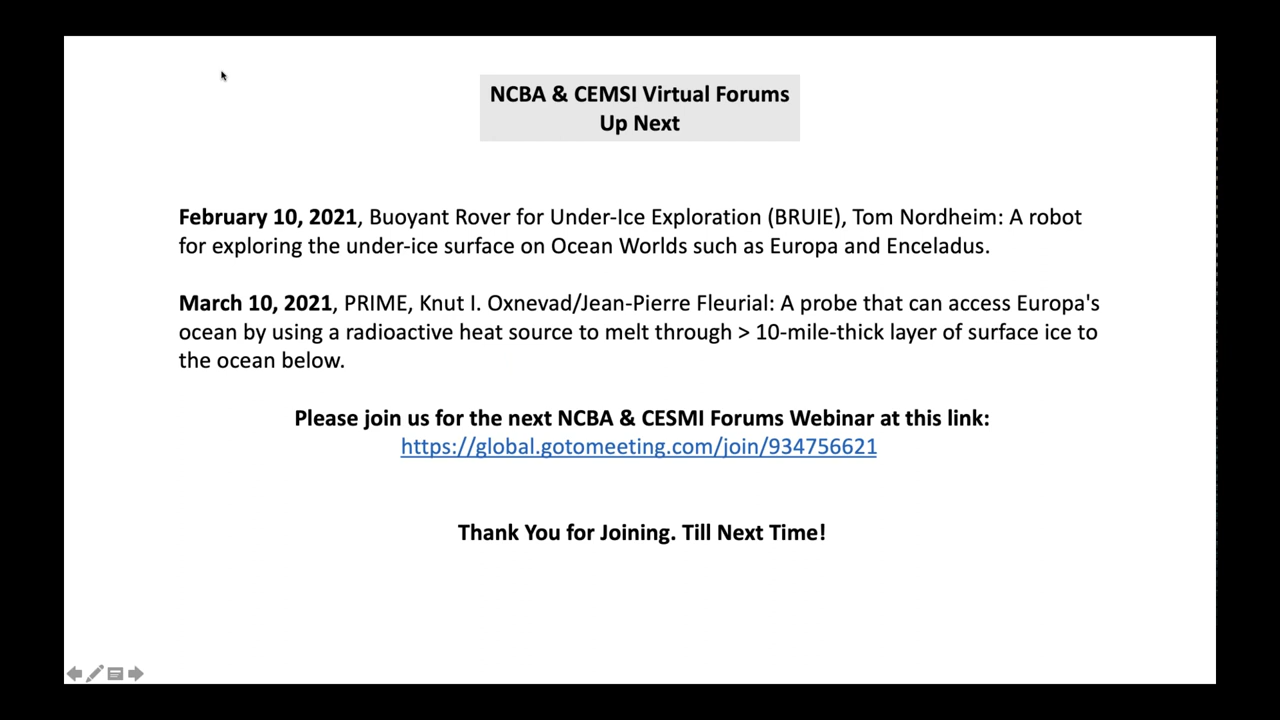 NCBA & CEMSI Virtual Forums
Up Next
February 10, 2021, Buoyant Rover for Under-Ice Exploration (BRUIE), Tom Nordheim: A robot
for exploring the under-ice surface on Ocean Worlds such as Europa and Enceladus.
March 10, 2021, PRIME, Knut I. Oxnevad/Jean-Pierre Fleurial: A probe that can access Europa's
ocean by using a radioactive heat source to melt through > 10-mile-thick layer of surface ice to
the ocean below.
Please join us for the next NCBA & CESMI Forums Webinar at this link:
https://global.gotomeeting.com/join/934756621
Thank You for Joining. Till Next Time!